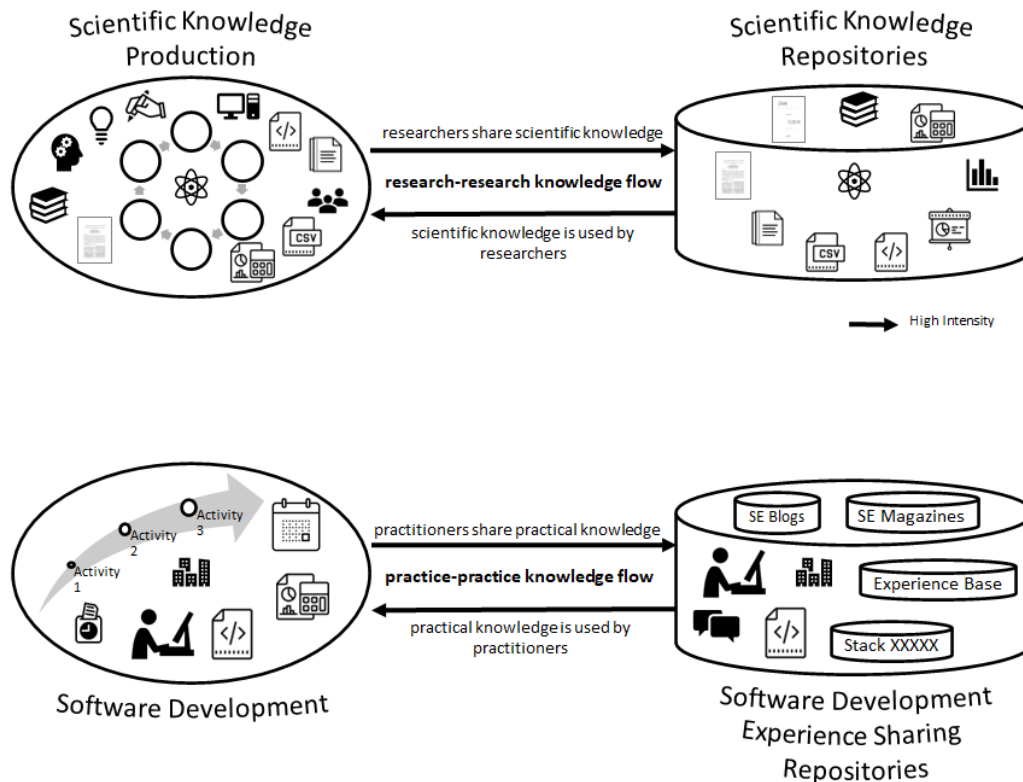 Scientific Knowledge
Production
Scientific Knowledge
Repositories
researchers share scientific knowledge
research-research knowledge flow
scientific knowledge is used by
researchers
CSV
</>
CSV
</>
High Intensity
Activity
1
Activity
2
Activity
3
</>
practitioners share practical knowledge
practice-practice knowledge flow
practical knowledge is used by
practitioners
SE Blogs
SE Magazines
Experience Base
</>
Stack XXXXX
Software Development
Software Development
Experience Sharing
Repositories